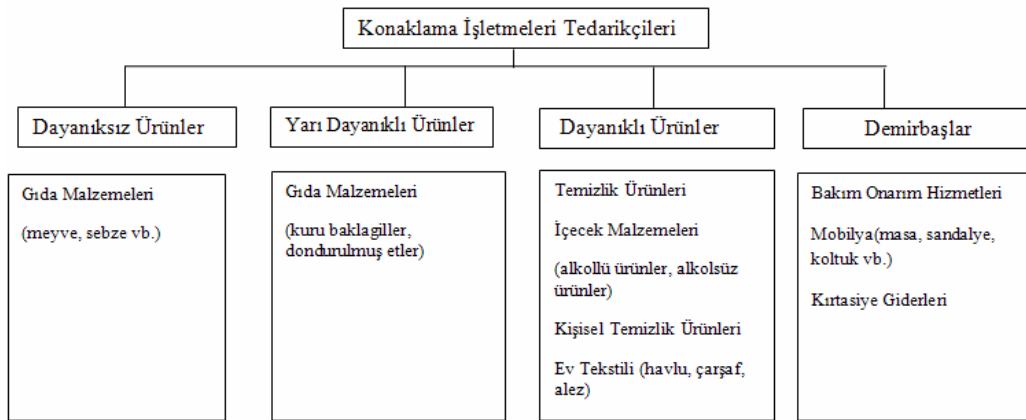 Konaklama İşletmeleri Tedarikçileri
Dayanıksız Ürünler
Yarı Dayanıklı Ürünler
Dayanıklı Ürünler
Demirbaşlar
Gıda Malzemeleri
(meyve, sebze vb.)
Gıda Malzemeleri
(kuru baklagiller,
dondurulmuş etler)
Temizlik Ürünleri
İçecek Malzemeleri
(alkollü ürünler, alkolsüz
ürünler)
Kişisel Temizlik Ürünleri
Ev Tekstili (havlu, çarşaf,
alez)
Bakım Onarım Hizmetleri
Mobilya(masa, sandalye,
koltuk vb.)
Kırtasiye Giderleri